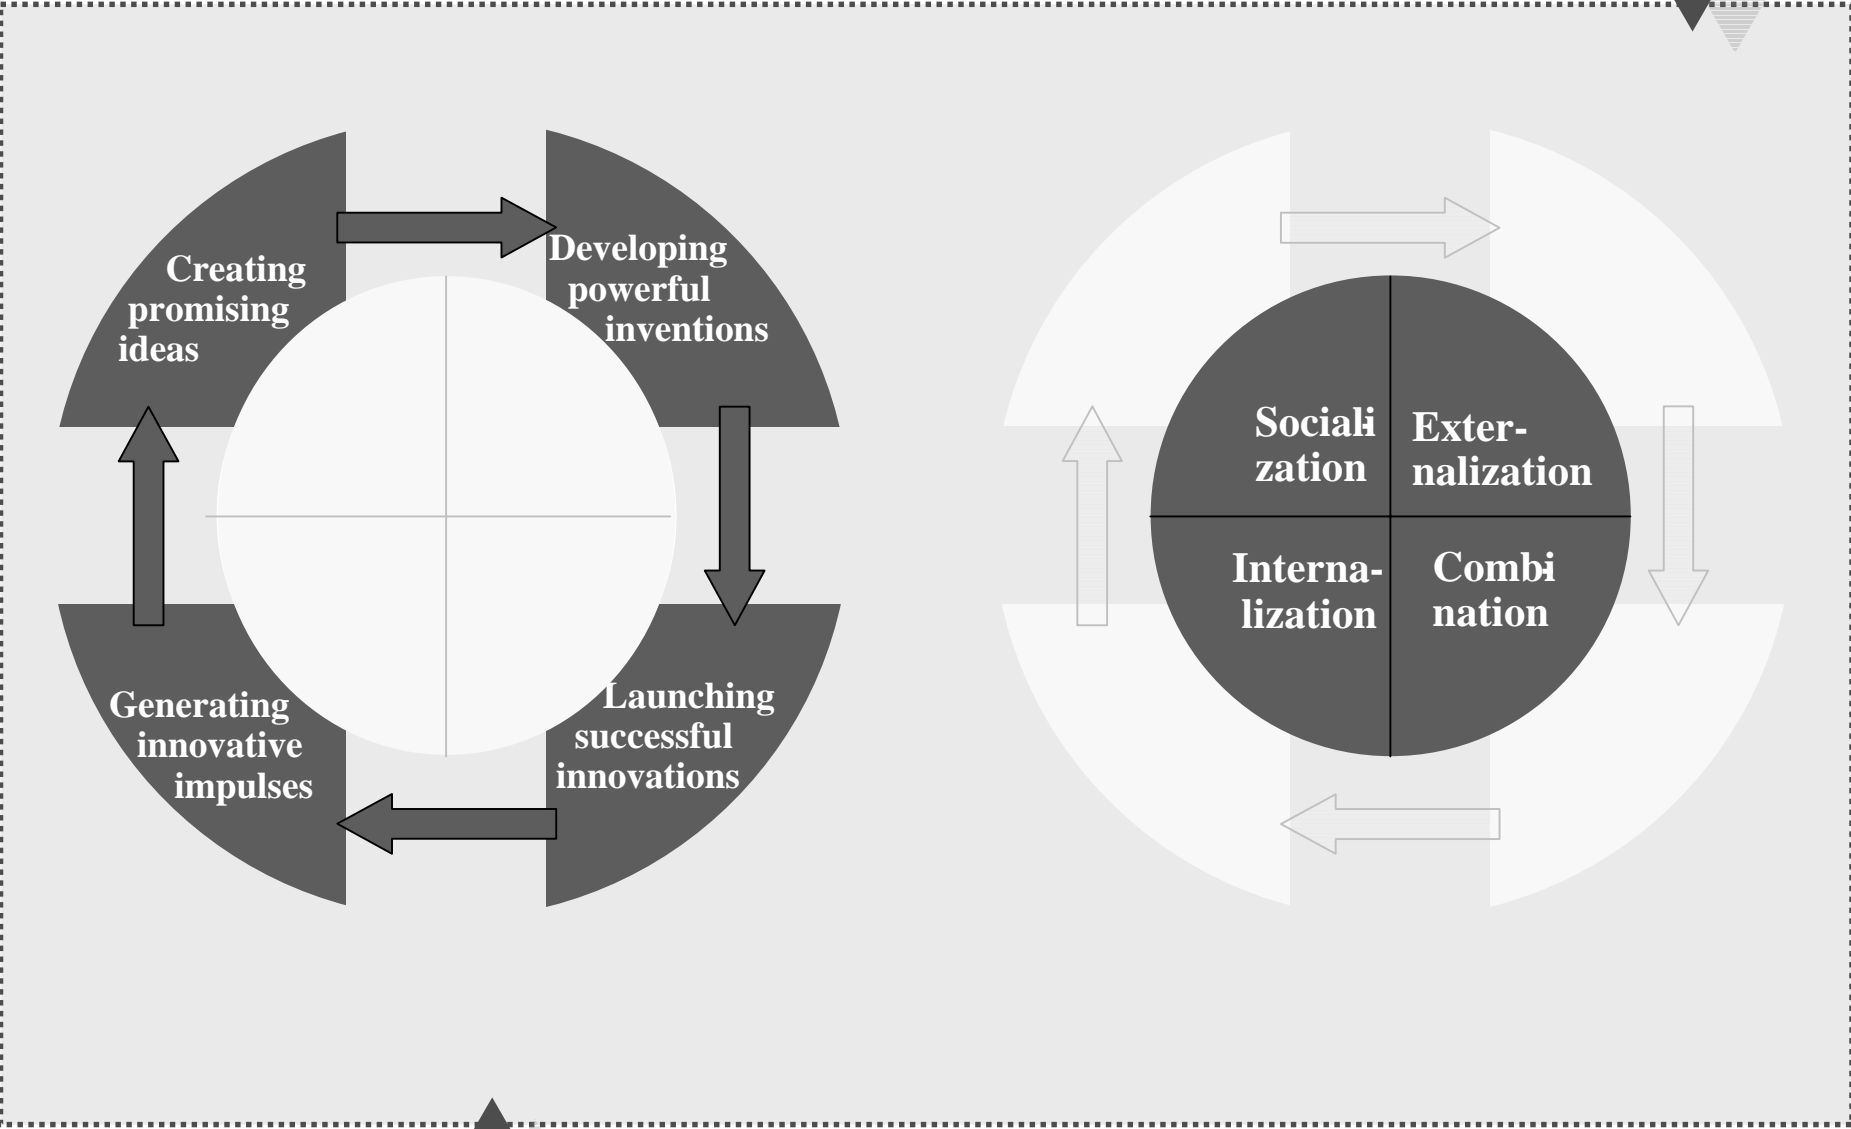 Creating
promising
ideas
Developing
powerful
inventions
Generating
innovative
impulses
Launching
successful
innovations
Sociali-
zation
Exter-
nalization
Interna-
lization
Combi-
nation